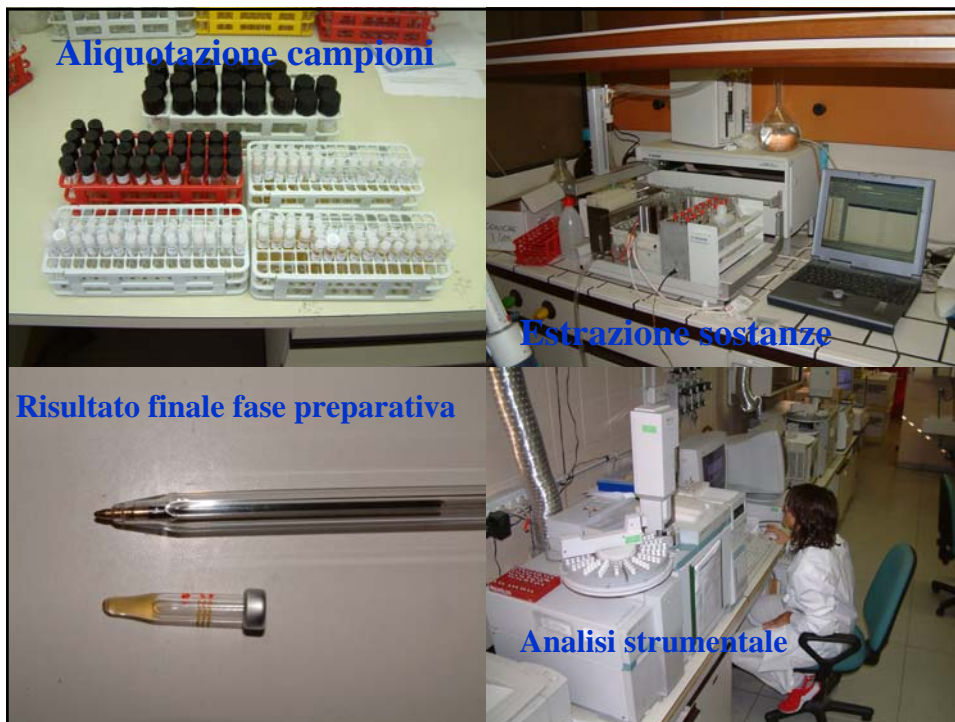 Aliquotazione campioni
Estrazione sostanze
Risultato finale fase preparativa
Analisi strumentale